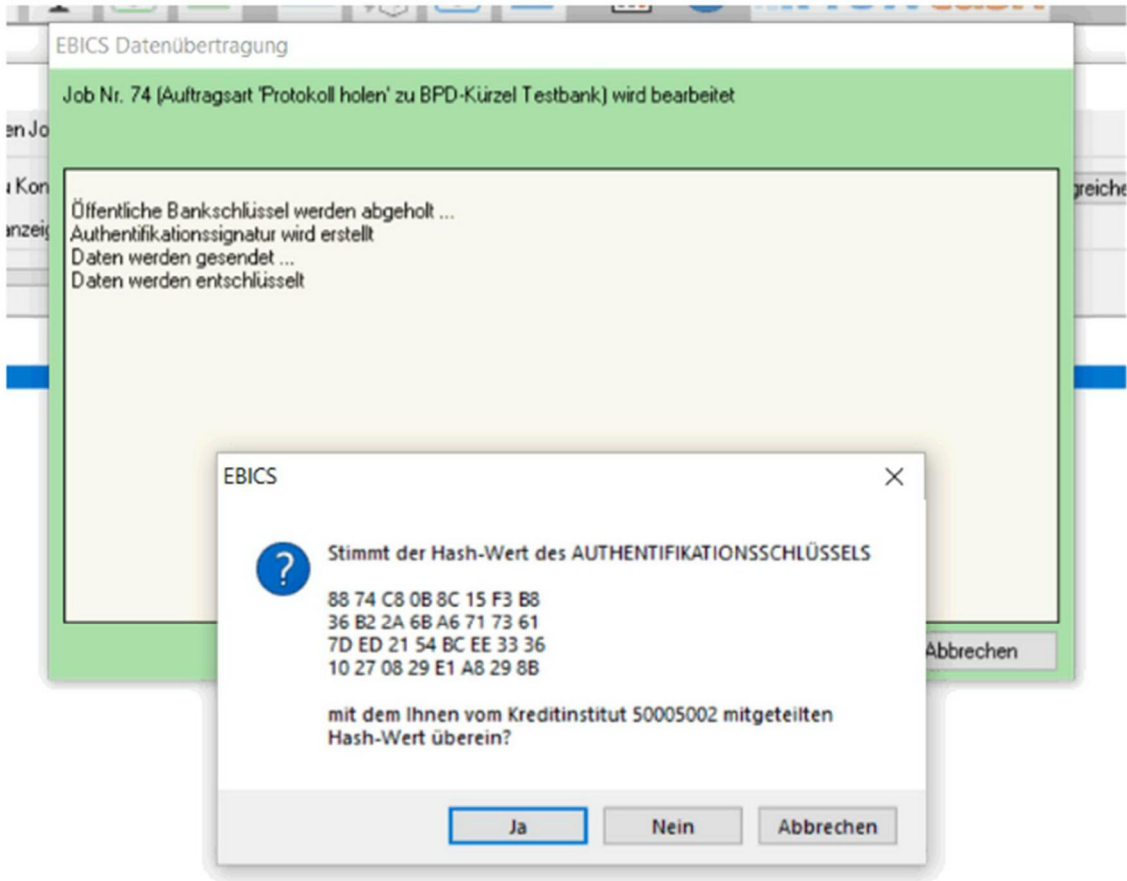 EBICS Datenübertragung
Job Nr. 74 (Auftragsart 'Protokoll holen' zu BPD-Kürzel Testbank) wird bearbeitet
Öffentliche Bankschlüssel werden abgeholt ...
Authentifikationssignatur wird erstellt
Daten werden gesendet ...
Daten werden entschlüsselt
EBICS
Stimmt der Hash-Wert des AUTHENTIFIKATIONSSCHLÜSSELS
88 74 C8 0B 8C 15 F3 B8
36 B2 2A 6B A6 71 73 61
7D ED 21 54 BC EE 33 36
10 27 08 29 E1 A8 29 8B
Abbrechen
mit dem Ihnen vom Kreditinstitut 50005002 mitgeteilten
Hash-Wert überein?
Ja Nein Abbrechen